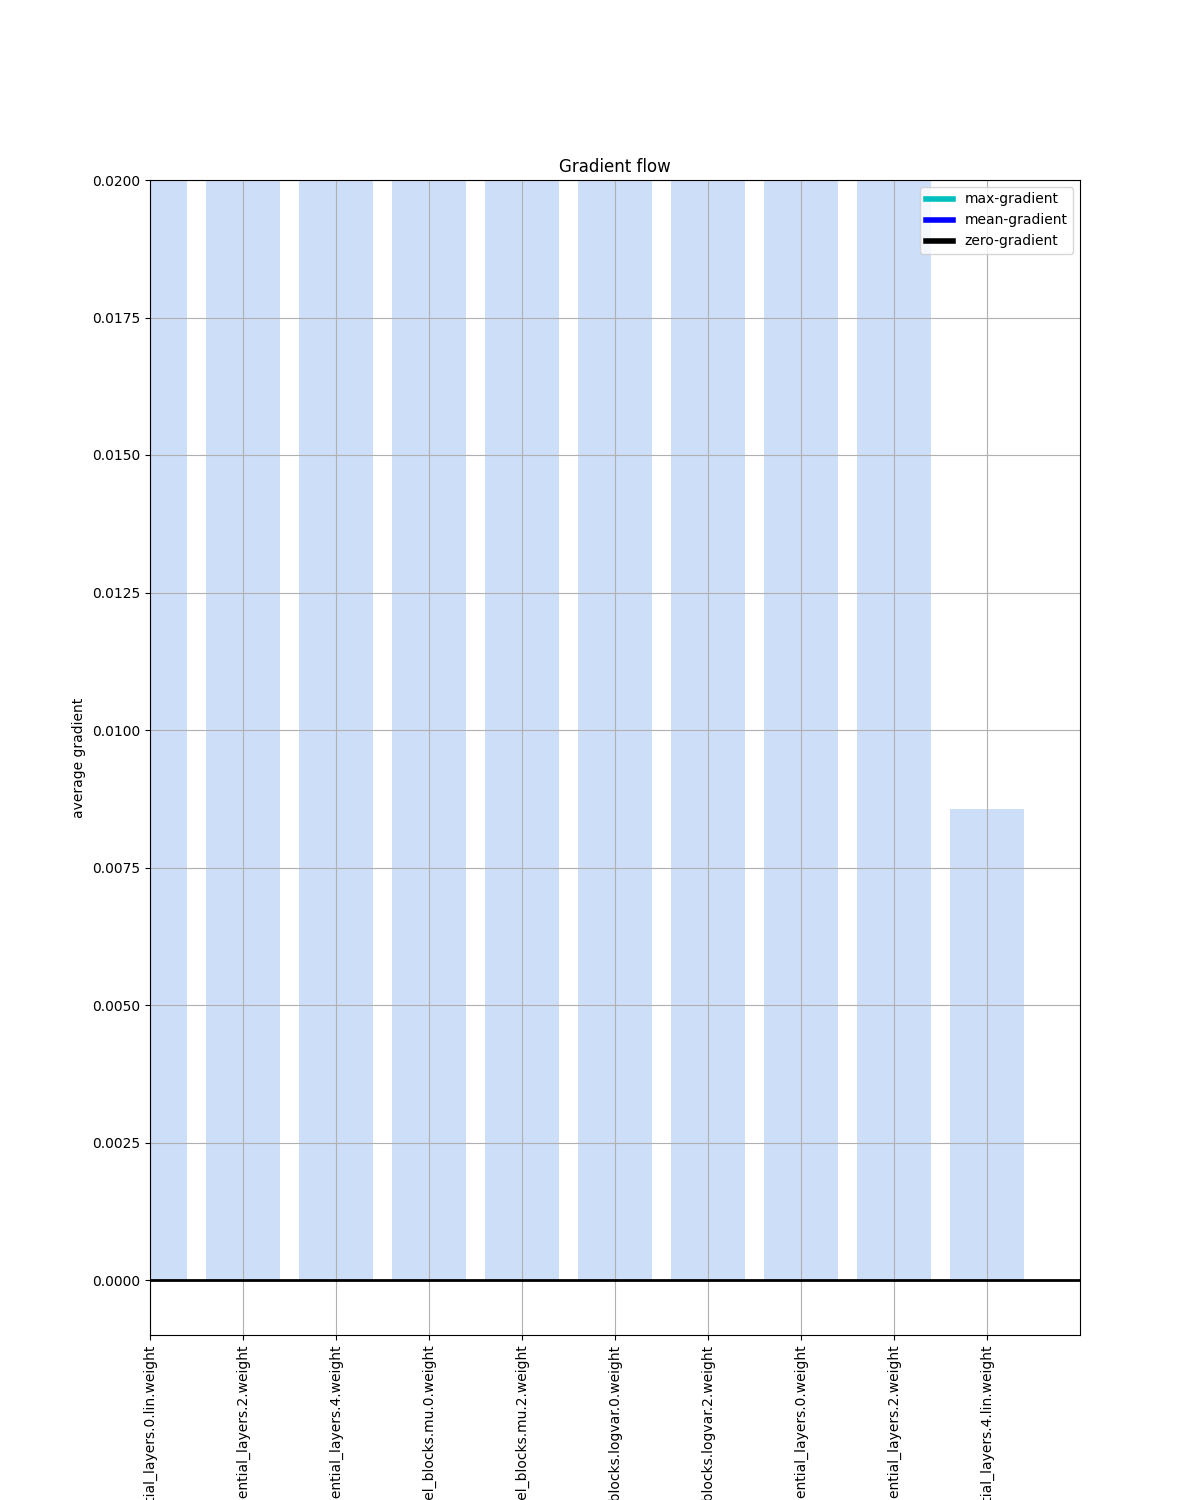 Gradient flow
max-gradient
mean-gradient
zero-gradient
0.0200
0.0175
0.0150
0.0125
0.0100
0.0075
0.0050
0.0025
0.0000
average gradient
tial_layers.0.lin.weight
ential_layers.2.weight
ential_layers.4.weight
el_blocks.mu.0.weight
el_blocks.mu.2.weight
blocks.logvar.0.weight
blocks.logvar.2.weight
ential_layers.0.weight
ential_layers.2.weight
tial_layers.4.lin.weight